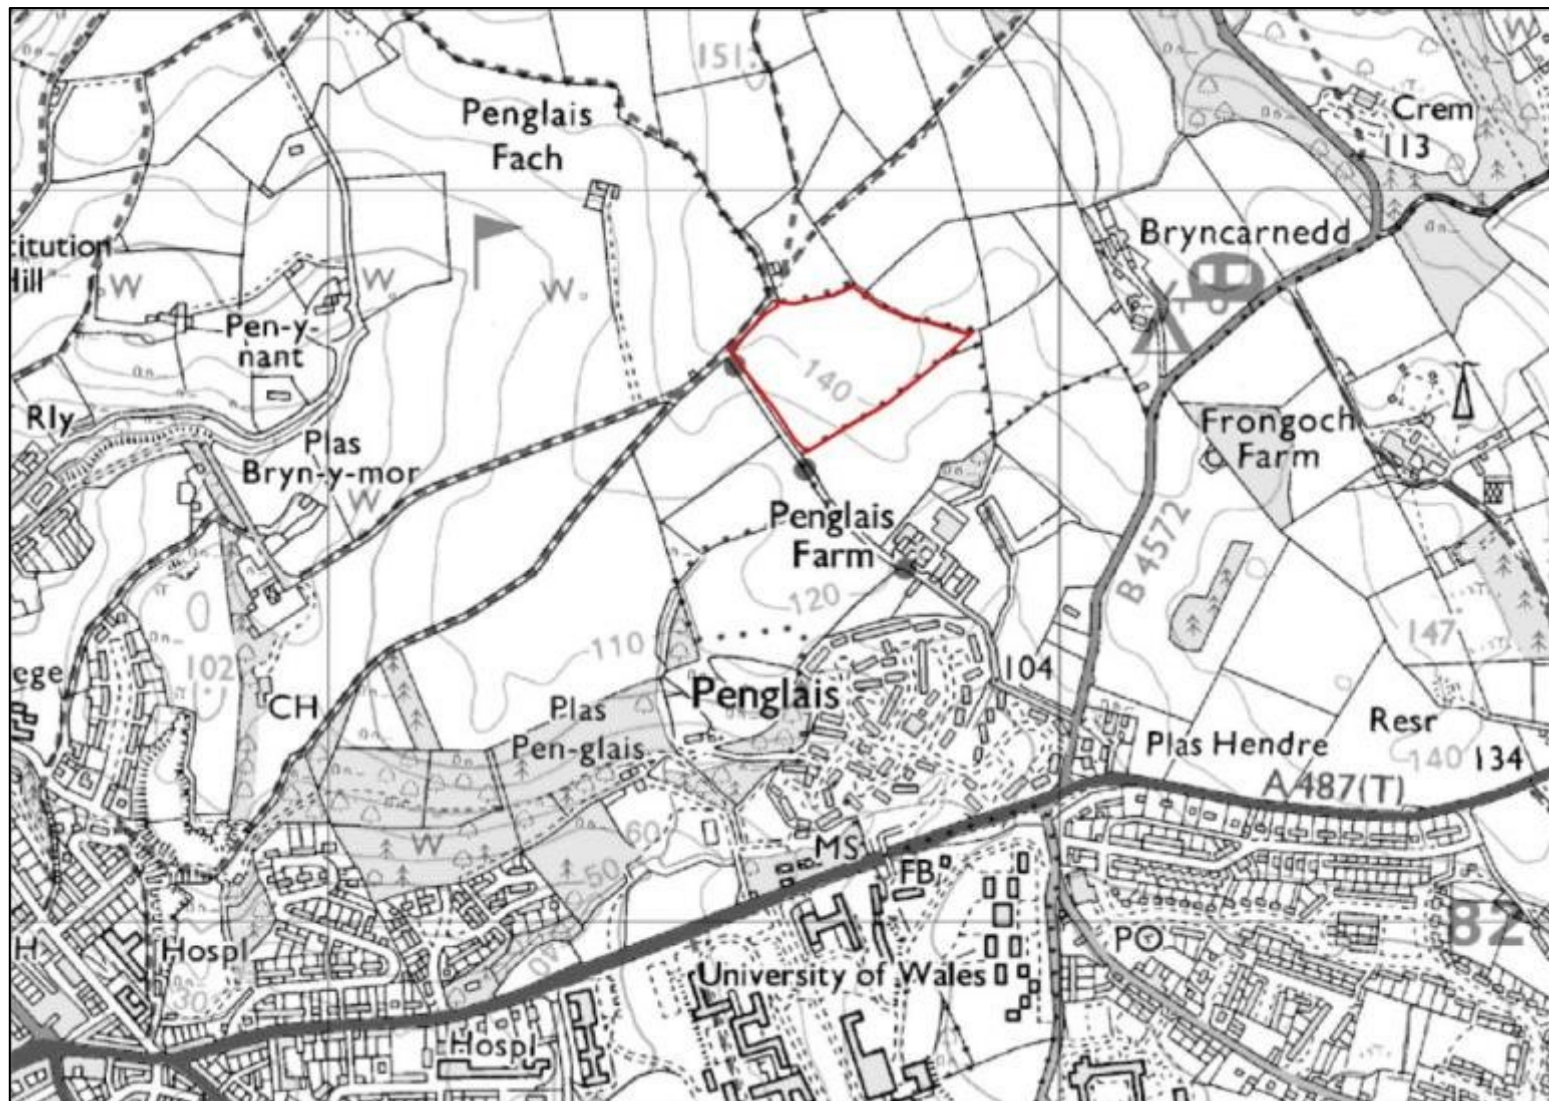 151
Penglais
Fach
Crem
113
Bryncarnedd
titution
Hill
W
W
W
W
Pen-y-
nant
140
Rly
Plas
Bryn-y-mor
W
Frongoch
Farm
Penglais
Farm
B 4572
120
147
110
102
ege
CH
104
Penglais
Plas
Pen-glais
Plas Hendre
Resr
140
134
A 487(T)
W
60
50
MS
FB
H
Hospl
30
University of Wales
PO
82
Hospl